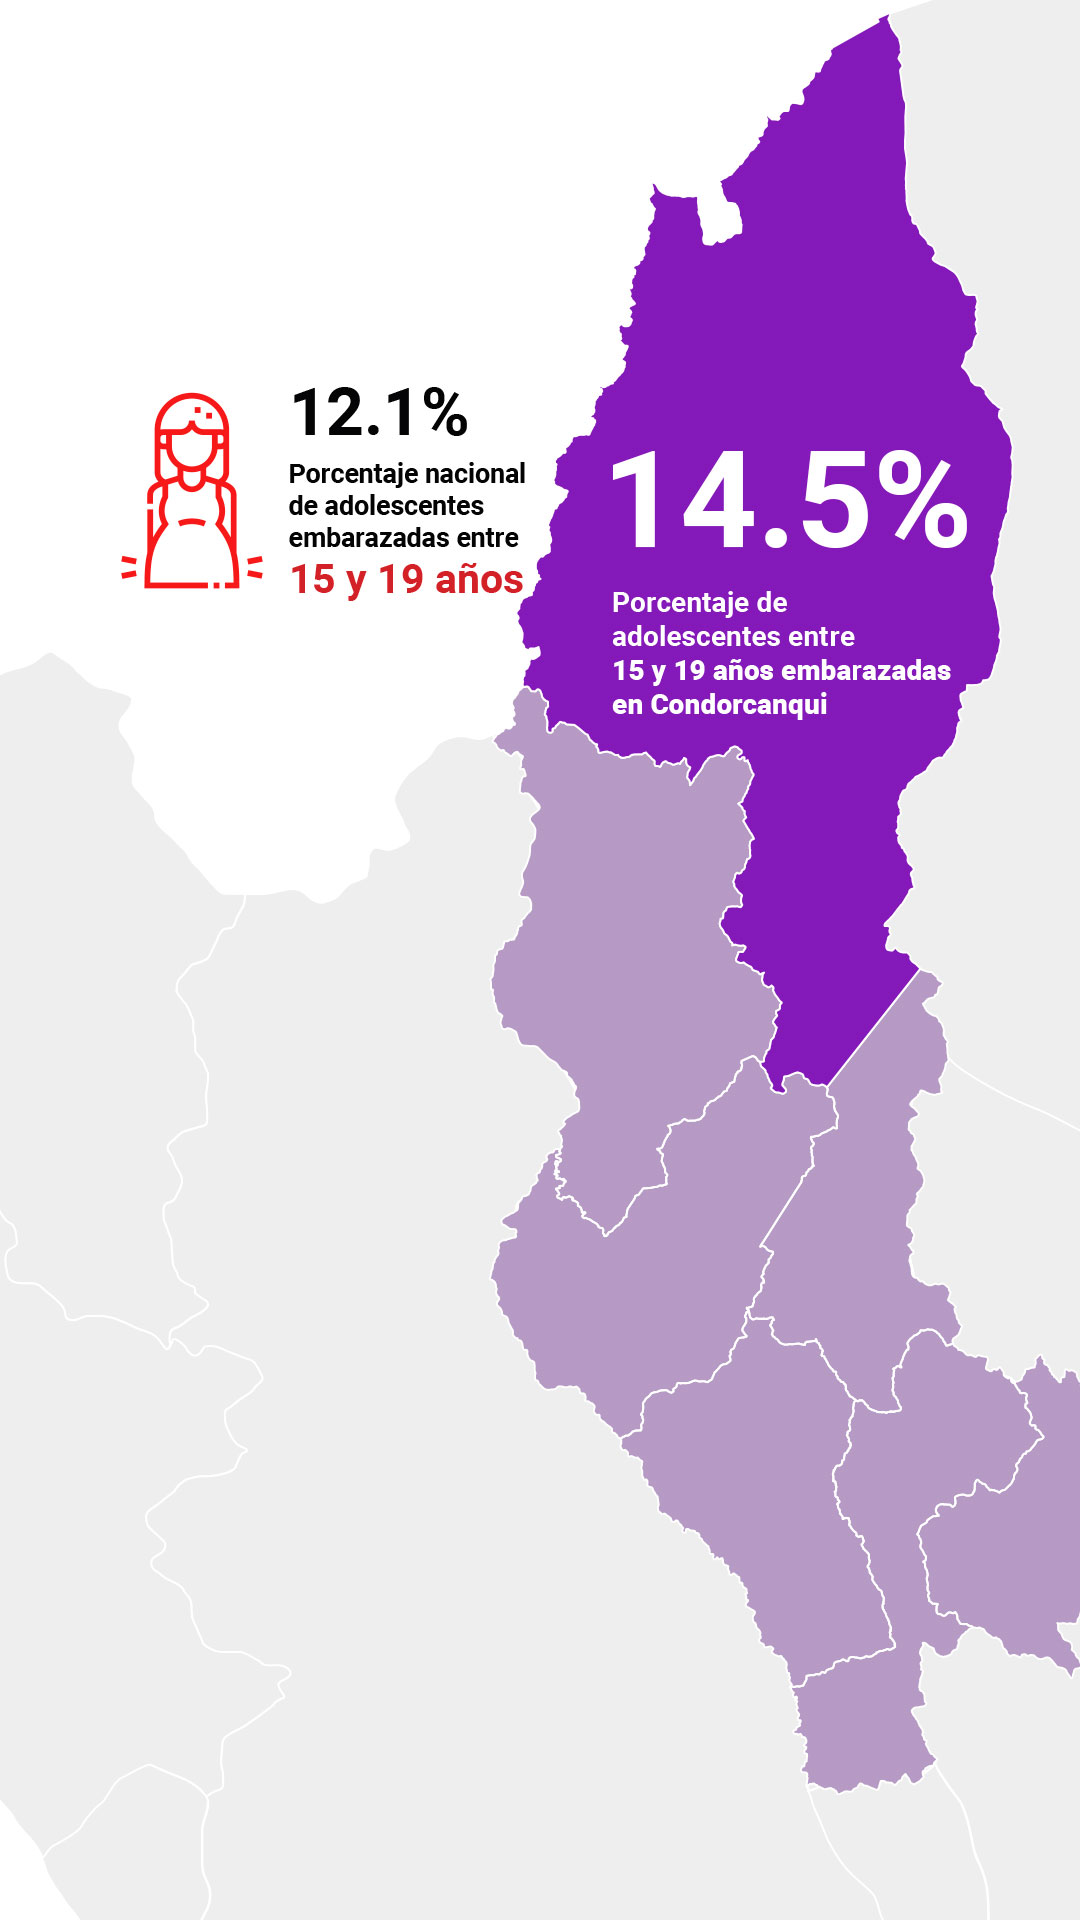 12.1%
Porcentaje nacional
de adolescentes
embarazadas entre
15 y 19 años
14.5%
Porcentaje de
adolescentes entre
15 y 19 años embarazadas
en Condorcanqui